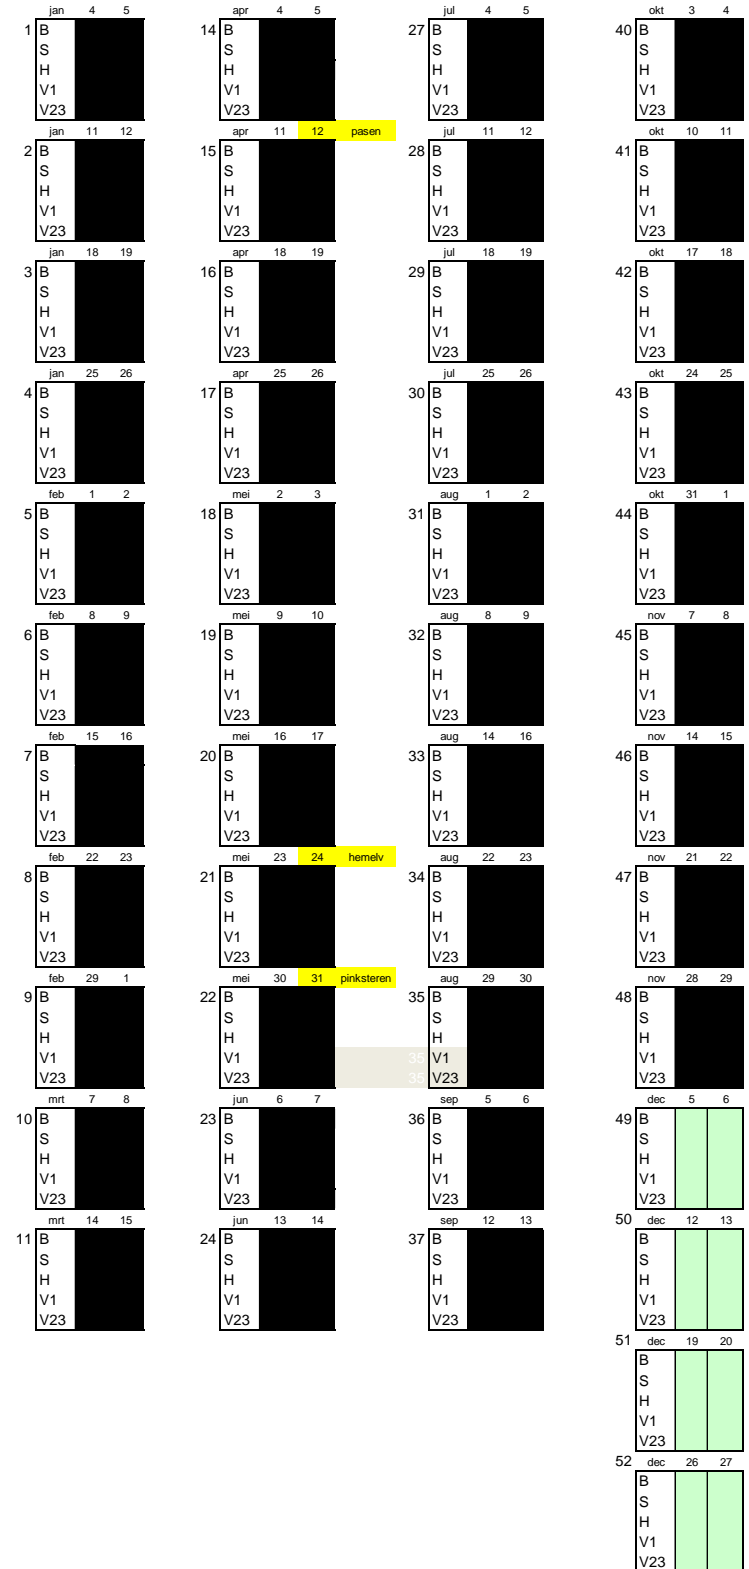 jan 4 5
1 B
S
H
V1
V23
jan 11 12
2 B
S
H
V1
V23
jan 18 19
3 B
S
H
V1
V23
jan 25 26
4 B
S
H
V1
V23
feb 1 2
5 B
S
H
V1
V23
feb 8 9
6 B
S
H
V1
V23
feb 15 16
7 B
S
H
V1
V23
feb 22 23
8 B
S
H
V1
V23
feb 29 1
9 B
S
H
V1
V23
mrt 7 8
10 B
S
H
V1
V23
mrt 14 15
11 B
S
H
V1
V23
apr 4 5
14 B
S
H
V1
V23
apr 11 12 pasen
15 B
S
H
V1
V23
apr 18 19
16 B
S
H
V1
V23
apr 25 26
17 B
S
H
V1
V23
mei 2 3
18 B
S
H
V1
V23
mei 9 10
19 B
S
H
V1
V23
mei 16 17
20 B
S
H
V1
V23
mei 23 24 hemelv
21 B
S
H
V1
V23
mei 30 31 pinksteren
22 B
S
H
V1
V23
jun 6 7
23 B
S
H
V1
V23
jun 13 14
24 B
S
H
V1
V23
jul 4 5
27 B
S
H
V1
V23
jul 11 12
28 B
S
H
V1
V23
jul 18 19
29 B
S
H
V1
V23
jul 25 26
30 B
S
H
V1
V23
aug 1 2
31 B
S
H
V1
V23
aug 8 9
32 B
S
H
V1
V23
aug 14 16
33 B
S
H
V1
V23
aug 22 23
34 B
S
H
V1
V23
aug 29 30
35 B
S
H
35 V1
35 V23
sep 5 6
36 B
S
H
V1
V23
sep 12 13
37 B
S
H
V1
V23
okt 3 4
40 B
S
H
V1
V23
okt 10 11
41 B
S
H
V1
V23
okt 17 18
42 B
S
H
V1
V23
okt 24 25
43 B
S
H
V1
V23
okt 31 1
44 B
S
H
V1
V23
nov 7 8
45 B
S
H
V1
V23
nov 14 15
46 B
S
H
V1
V23
nov 21 22
47 B
S
H
V1
V23
nov 28 29
48 B
S
H
V1
V23
dec 5 6
49 B
S
H
V1
V23
50 dec 12 13
B
S
H
V1
V23
51 dec 19 20
B
S
H
V1
V23
52 dec 26 27
B
S
H
V1
V23